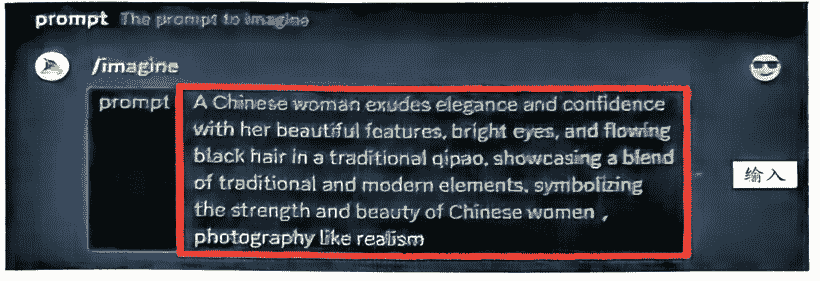 prompt The prompt to imagine
/imagine
prompt A Chinese woman exudes elegance and confidence
with her beautiful features, bright eyes, and flowing
black hair in a traditional qipao, showcasing a blend
of traditional and modern elements, symbolizing
the strength and beauty of Chinese women ,
photography like realism
输入